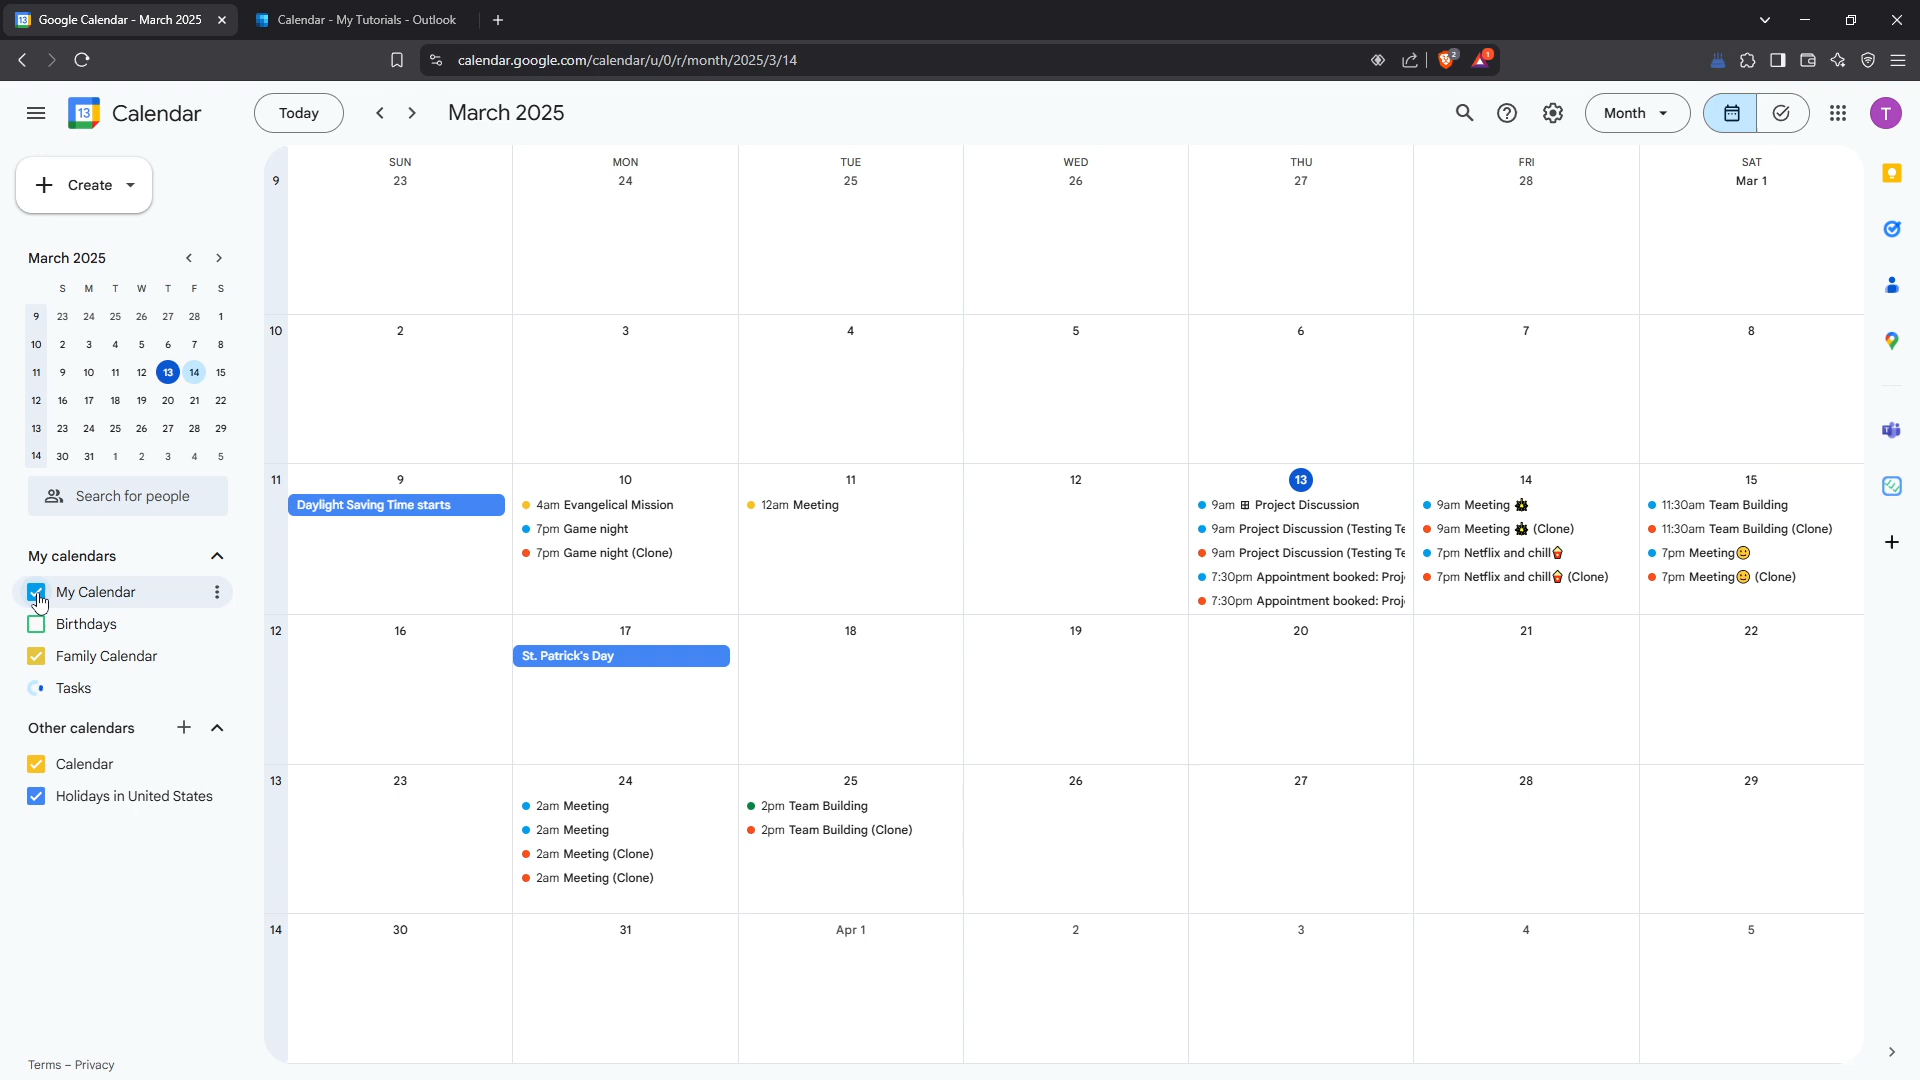 Google Calendar - March 2025
Calendar - My Tutorials - Outlook
calendar.google.com/calendar/u/0/r/month/2025/3/14
2
1
13
Calendar
Today
March 2025
Month
T
Create
March 2025
S M T W T F S
9 23 24 25 26 27 28 1
10 2 3 4 5 6 7 8
11 9 10 11 12 13 14 15
12 16 17 18 19 20 21 22
13 23 24 25 26 27 28 29
14 30 31 1 2 3 4 5
Search for people
My calendars
My Calendar
Birthdays
Family Calendar
Tasks
Other calendars
Calendar
Holidays in United States
Terms – Privacy
SUN MON TUE WED THU FRI SAT
9 23 24 25 26 27 28 Mar 1
10 2 3 4 5 6 7 8
11 9 10 11 12 13 14 15
Daylight Saving Time starts
4am Evangelical Mission
7pm Game night
7pm Game night (Clone)
12am Meeting
9am ⊞ Project Discussion
9am Project Discussion (Testing Te
9am Project Discussion (Testing Te
7:30pm Appointment booked: Proj
7:30pm Appointment booked: Proj
9am Meeting
9am Meeting (Clone)
7pm Netflix and chill🍿
7pm Netflix and chill🍿 (Clone)
11:30am Team Building
11:30am Team Building (Clone)
7pm Meeting🙂
7pm Meeting🙂 (Clone)
12 16 17 18 19 20 21 22
St. Patrick's Day
13 23 24 25 26 27 28 29
2am Meeting
2am Meeting
2am Meeting (Clone)
2am Meeting (Clone)
2pm Team Building
2pm Team Building (Clone)
14 30 31 Apr 1 2 3 4 5